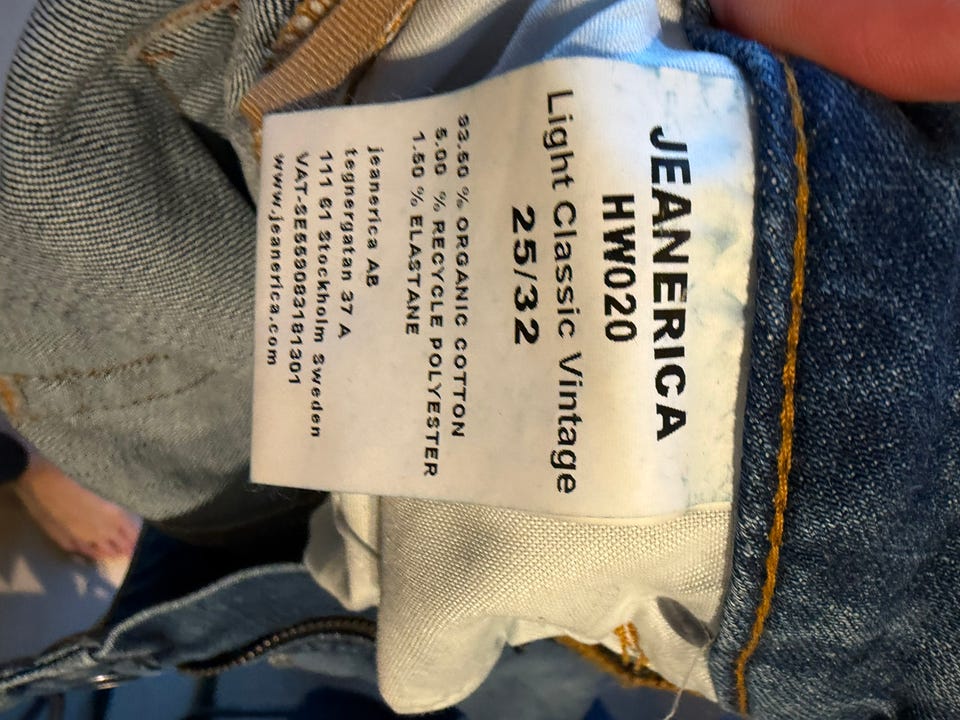 JEANERICA
HW020
Light Classic Vintage
25/32
93.50 % ORGANIC COTTON
5.00 % RECYCLE POLYESTER
1.50 % ELASTANE
jeanerica AB
tegnergatan 37 A
111 61 Stockholm Sweden
VAT-SE559083181301
www.jeanerica.com